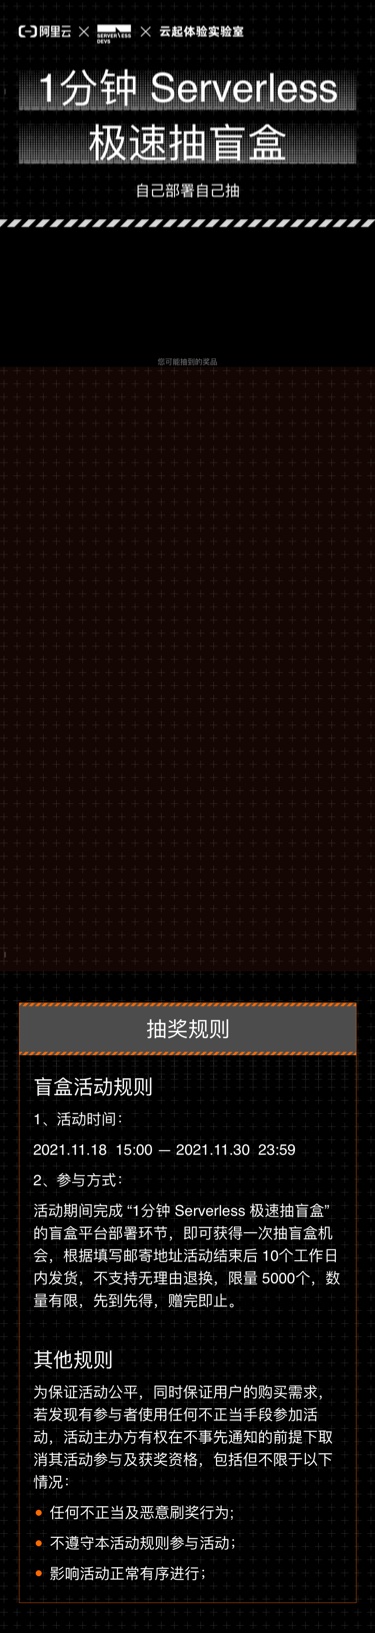 阿里云 × SERVERLESS DEVS × 云起体验实验室
1分钟 Serverless
极速抽盲盒
自己部署自己抽
您可能抽到的奖品
抽奖规则
盲盒活动规则
1、活动时间：
2021.11.18 15:00 — 2021.11.30 23:59
2、参与方式：
活动期间完成 “1分钟 Serverless 极速抽盲盒”
的盲盒平台部署环节，即可获得一次抽盲盒机
会，根据填写邮寄地址活动结束后 10个工作日
内发货，不支持无理由退换，限量 5000个，数
量有限，先到先得，赠完即止。
其他规则
为保证活动公平，同时保证用户的购买需求，
若发现有参与者使用任何不正当手段参加活
动，活动主办方有权在不事先通知的前提下取
消其活动参与及获奖资格，包括但不限于以下
情况：
任何不正当及恶意刷奖行为；
不遵守本活动规则参与活动；
影响活动正常有序进行；